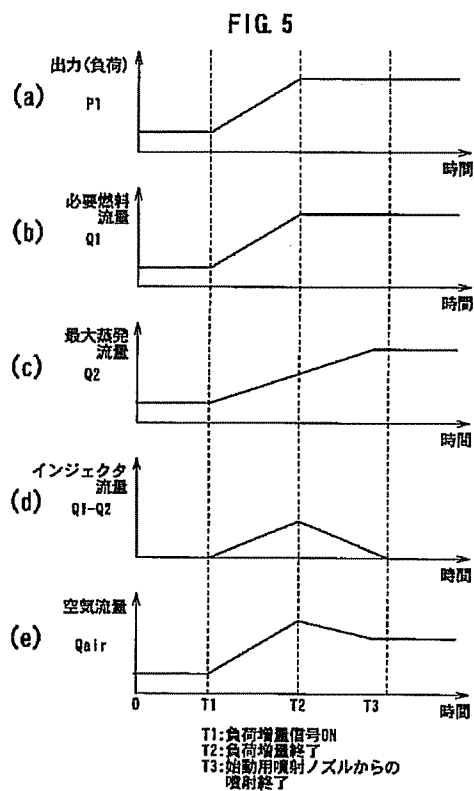 FIG. 5
出力(負荷)
(a)
P1
時間
必要燃料
流量
(b)
Q1
時間
最大蒸発
流量
(c)
Q2
時間
インジェクタ
流量
(d)
Q1-Q2
時間
空気流量
(e)
Qair
0
T1
T2
T3
時間
T1:負荷増量信号ON
T2:負荷増量終了
T3:始動用噴射ノズルからの
噴射終了